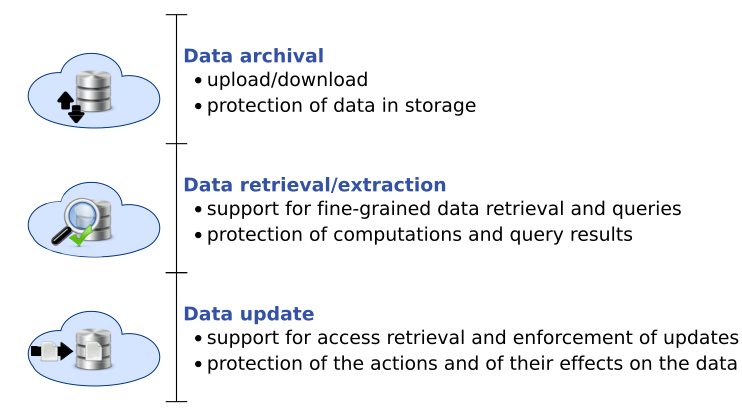 Data archival
• upload/download
• protection of data in storage
Data retrieval/extraction
• support for fine-grained data retrieval and queries
• protection of computations and query results
Data update
• support for access retrieval and enforcement of updates
• protection of the actions and of their effects on the data